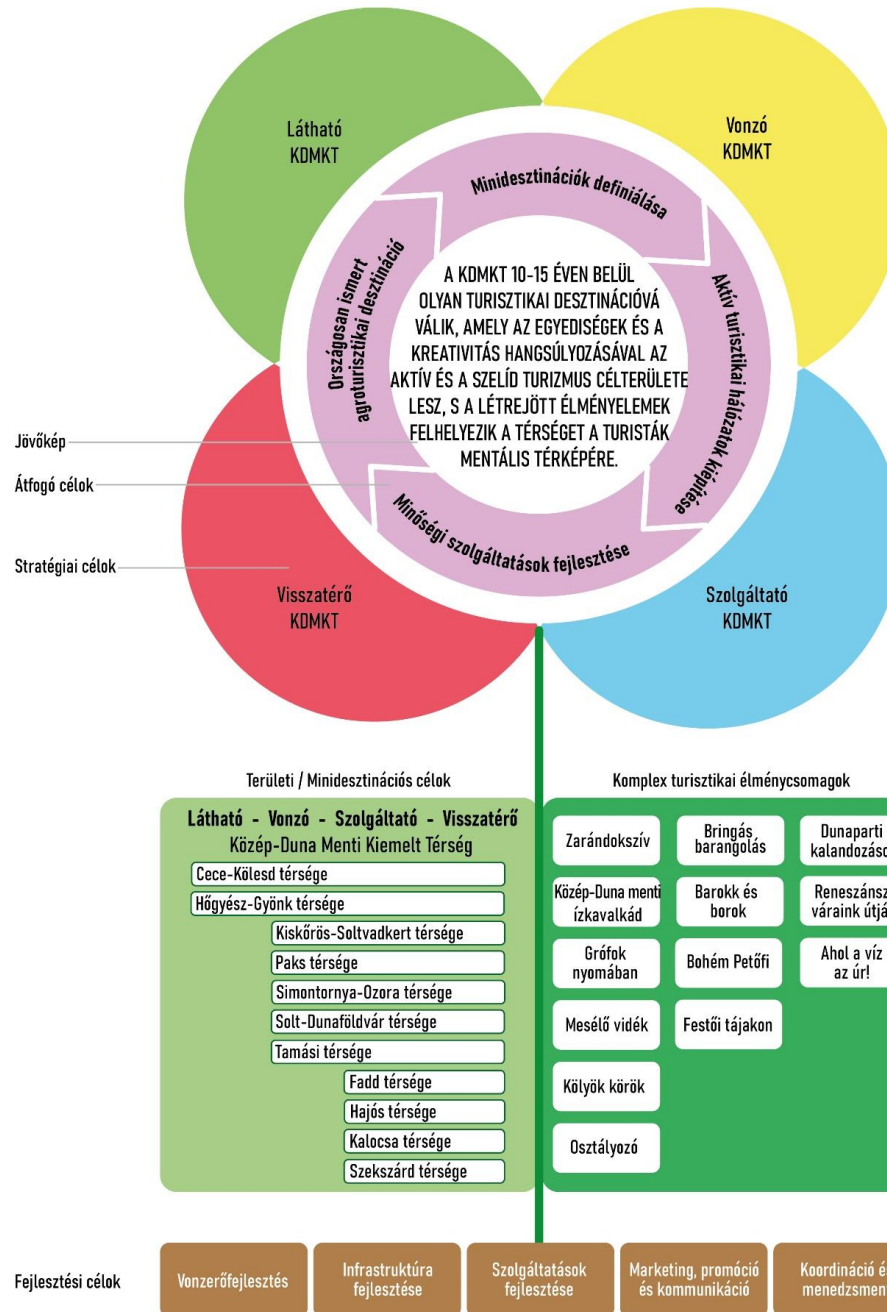 Látható
KDMKT
Vonzó
KDMKT
Minidesztinációk definiálása
Országosan ismert
agroturisztikai desztináció
Aktív turisztikai hálózatok kiépítése
Minőségi szolgáltatások fejlesztése
A KDMKT 10-15 ÉVEN BELÜL
OLYAN TURISZTIKAI DESZTINÁCIÓVÁ
VÁLIK, AMELY AZ EGYEDISÉGEK ÉS A
KREATIVITÁS HANGSÚLYOZÁSÁVAL AZ
AKTÍV ÉS A SZELÍD TURIZMUS CÉLTERÜLETE
LESZ, S A LÉTREJÖTT ÉLMÉNYELEMEK
FELHELYEZIK A TÉRSÉGET A TURISTÁK
MENTÁLIS TÉRKÉPÉRE.
Jövőkép
Átfogó célok
Stratégiai célok
Visszatérő
KDMKT
Szolgáltató
KDMKT
Területi / Minidesztinációs célok
Látható - Vonzó - Szolgáltató - Visszatérő
Közép-Duna Menti Kiemelt Térség
Cece-Kölesd térsége
Hőgyész-Gyönk térsége
Kiskőrös-Soltvadkert térsége
Paks térsége
Simontornya-Ozora térsége
Solt-Dunaföldvár térsége
Tamási térsége
Fadd térsége
Hajós térsége
Kalocsa térsége
Szekszárd térsége
Komplex turisztikai élménycsomagok
Zarándokszív
Bringás
barangolás
Dunaparti
kalandozáso
Közép-Duna menti
ízkavalkád
Barokk és
borok
Reneszánsz
váraink útjá
Grófok
nyomában
Bohém Petőfi
Ahol a víz
az úr!
Mesélő vidék
Festői tájakon
Kölyök körök
Osztályozó
Fejlesztési célok
Vonzerőfejlesztés
Infrastruktúra
fejlesztése
Szolgáltatások
fejlesztése
Marketing, promóció
és kommunikáció
Koordináció é
menedzsmen